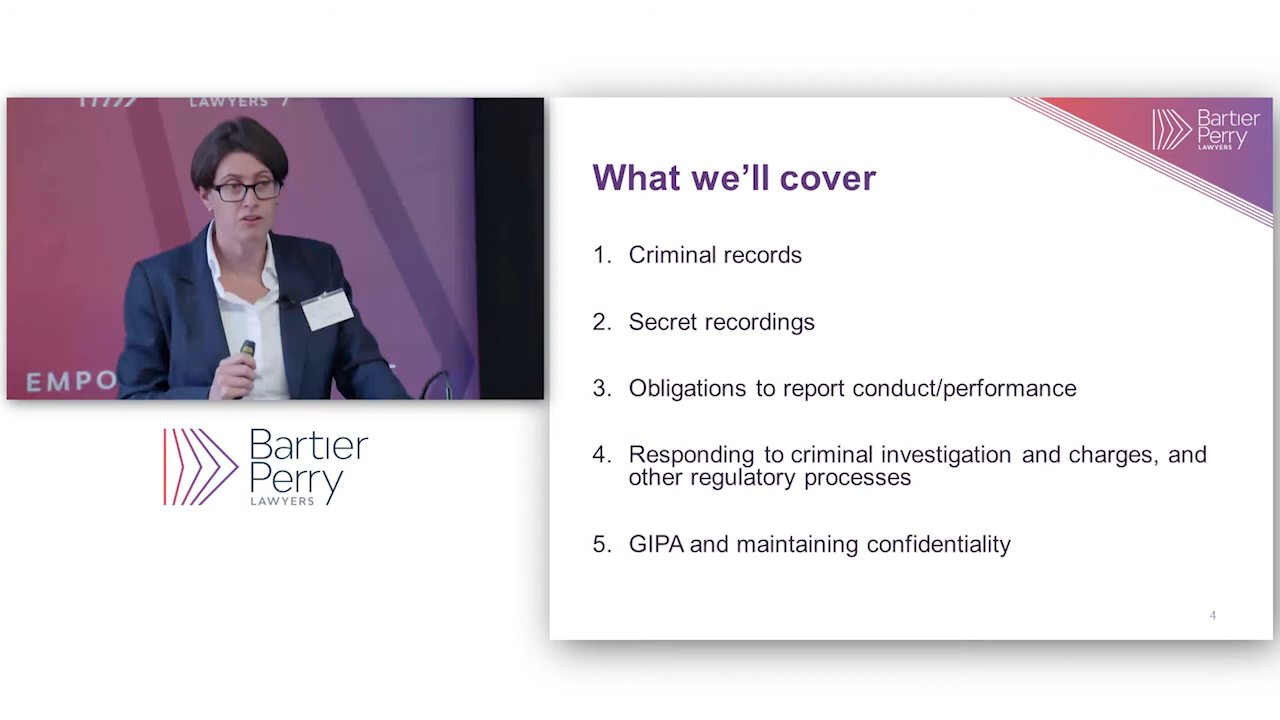 LAWYERS
EMPO
Bartier
Perry
LAWYERS
Bartier
Perry
LAWYERS
What we’ll cover
1. Criminal records
2. Secret recordings
3. Obligations to report conduct/performance
4. Responding to criminal investigation and charges, and
other regulatory processes
5. GIPA and maintaining confidentiality
4